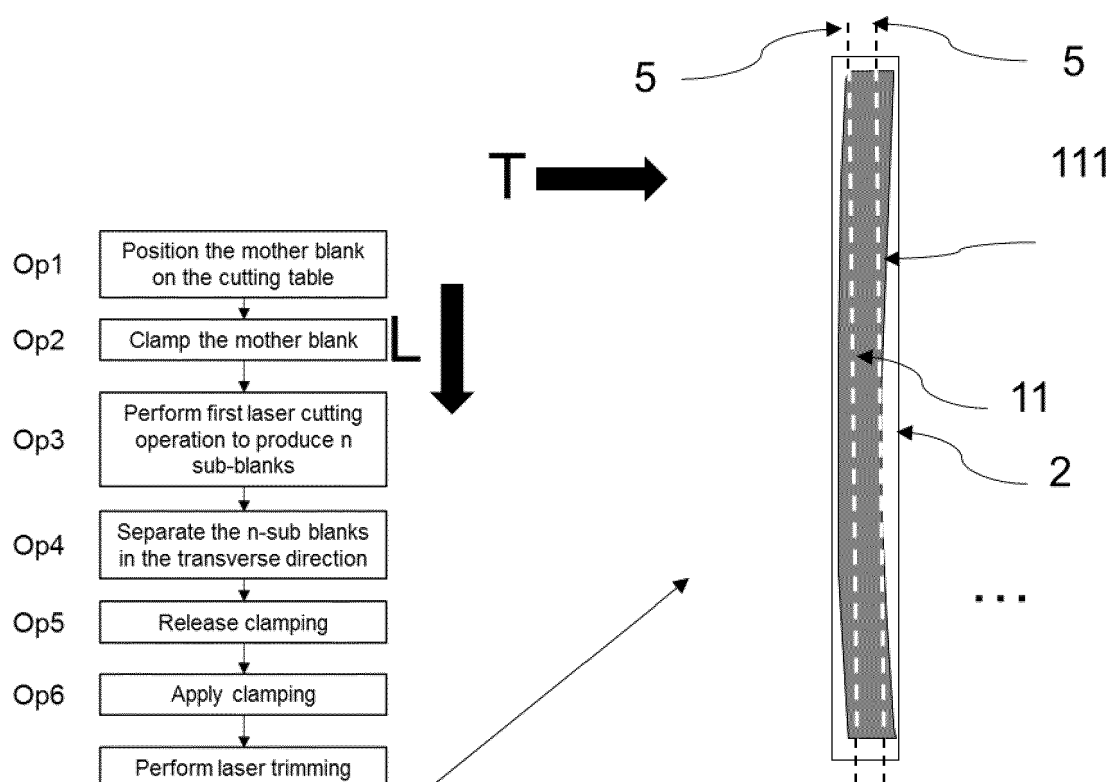 5
5
T
111
Op1
Position the mother blank
on the cutting table
Op2
Clamp the mother blank
L
Op3
Perform first laser cutting
operation to produce n
sub-blanks
11
2
Op4
Separate the n-sub blanks
in the transverse direction
Op5
Release clamping
...
Op6
Apply clamping
Perform laser trimming